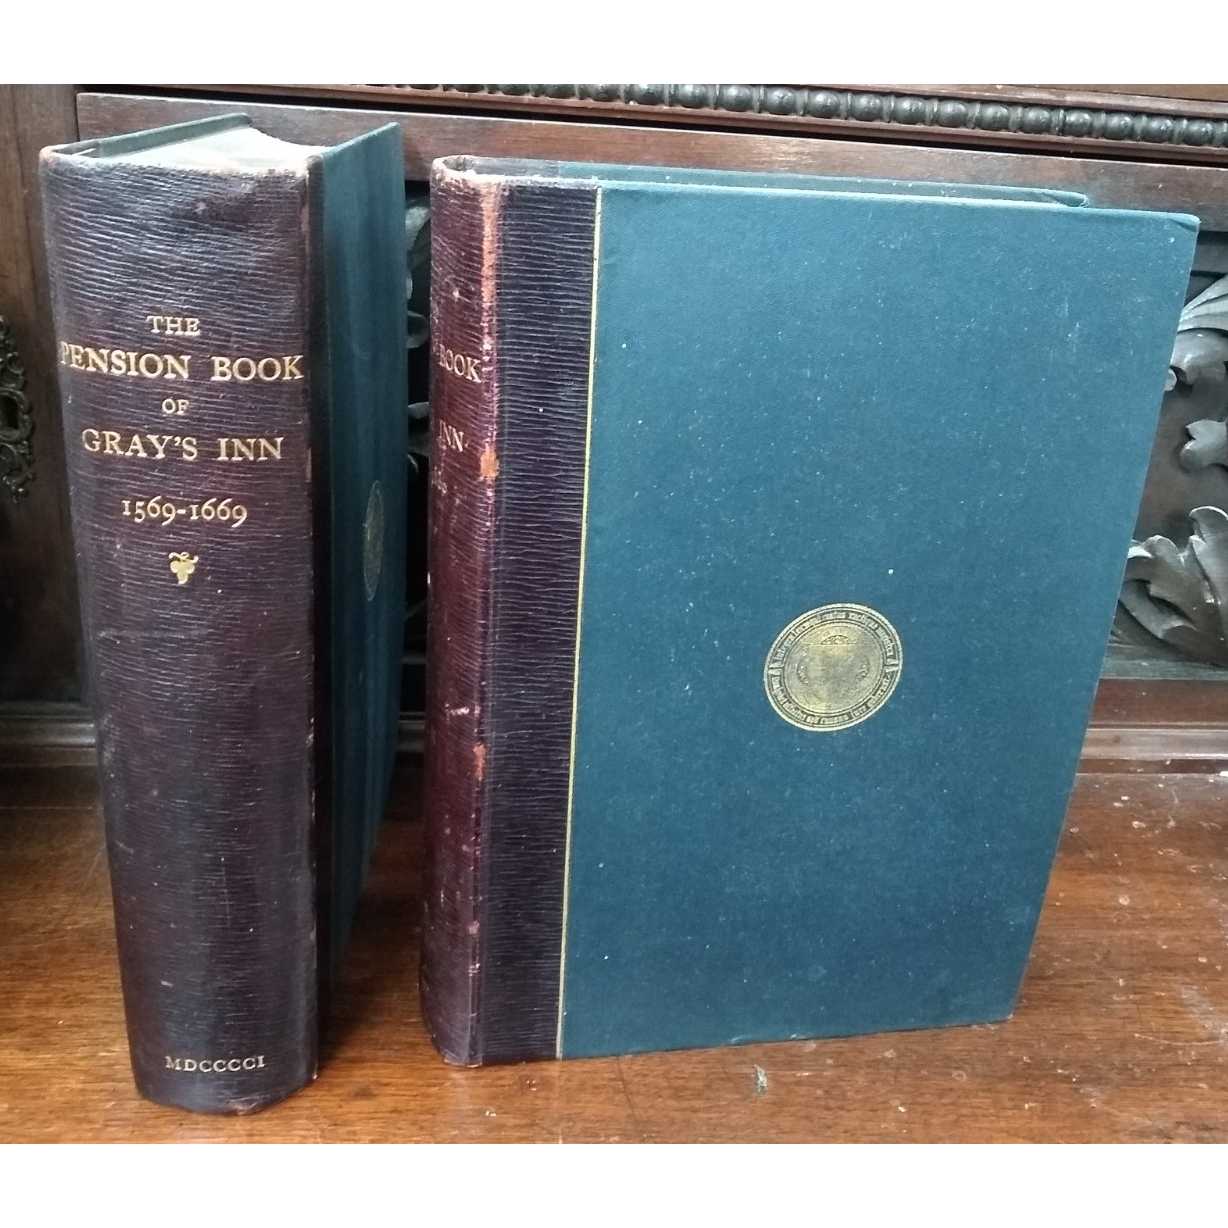 THE
PENSION BOOK
OF
GRAY'S INN
1569-1669
MDCCCCI
BOOK
INN